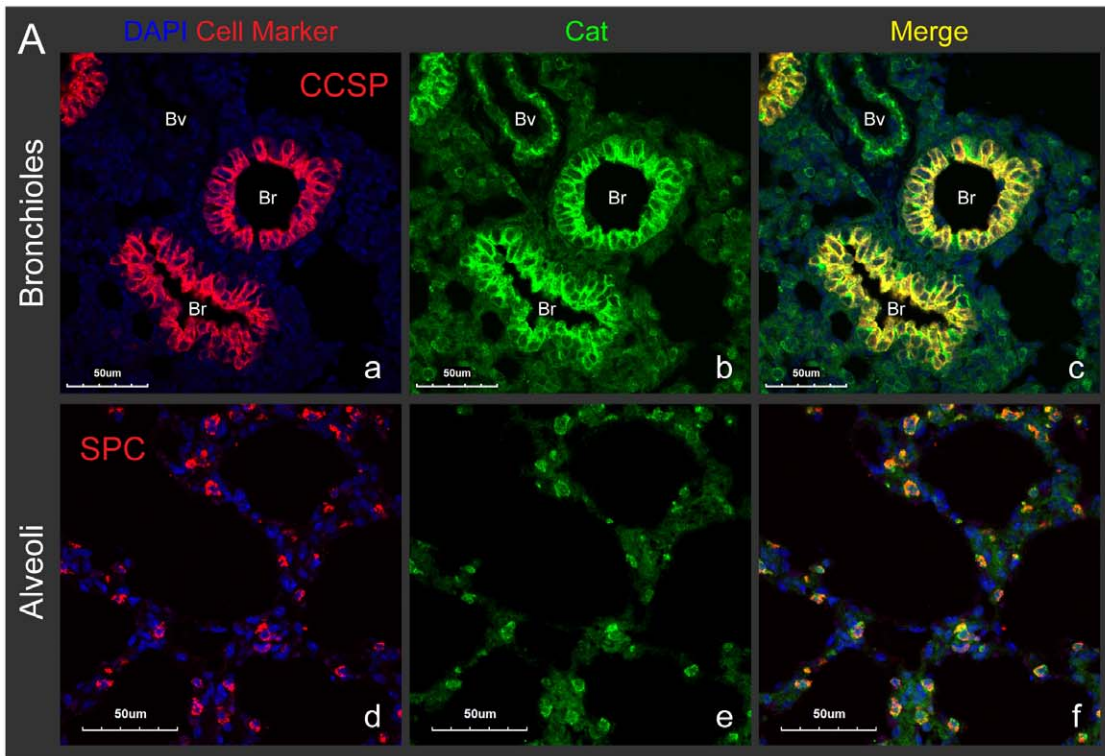 A
DAPI Cell Marker
Cat
Merge
Bronchioles
CCSP
Bv
Br
Br
50um
a
Bv
Br
Br
50um
b
Bv
Br
Br
50um
c
Alveoli
SPC
50um
d
50um
e
50um
f